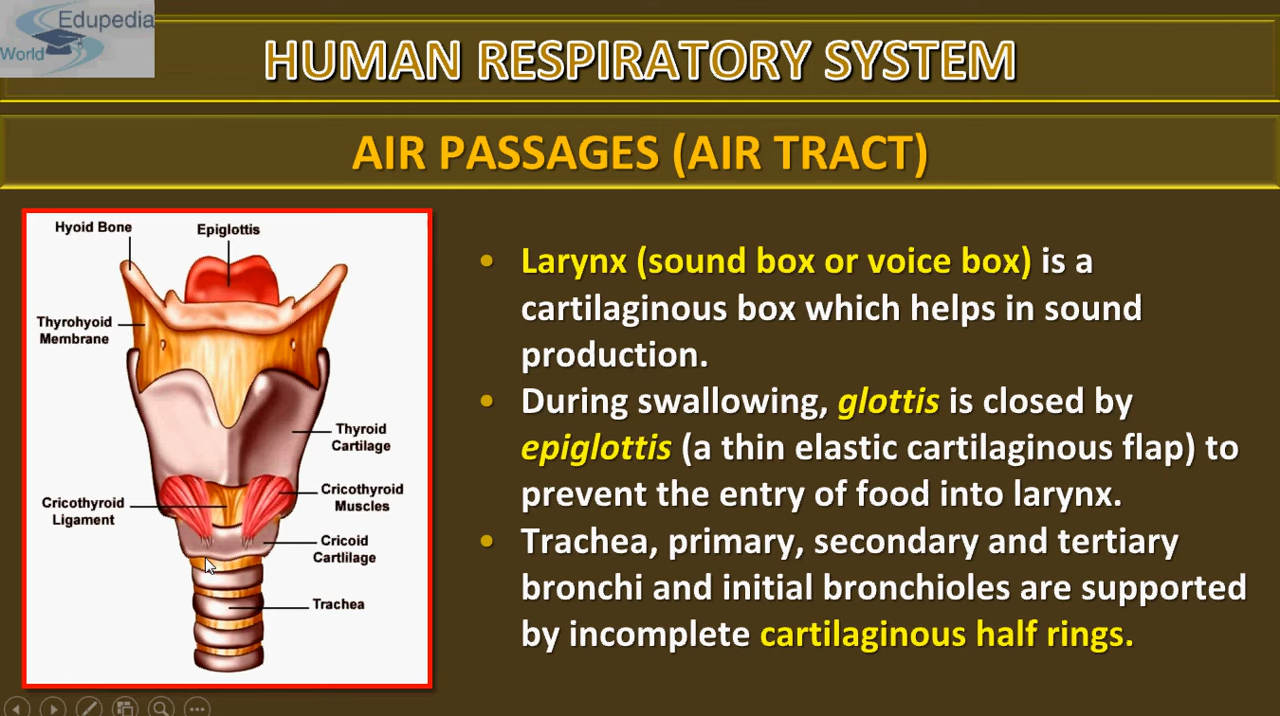 Edupedia
World
HUMAN RESPIRATORY SYSTEM
AIR PASSAGES (AIR TRACT)
Hyoid Bone
Epiglottis
Thyrohyoid
Membrane
Thyroid
Cartilage
Cricothyroid
Ligament
Cricothyroid
Muscles
Cricoid
Cartlilage
Trachea
• Larynx (sound box or voice box) is a
cartilaginous box which helps in sound
production.
• During swallowing, glottis is closed by
epiglottis (a thin elastic cartilaginous flap) to
prevent the entry of food into larynx.
• Trachea, primary, secondary and tertiary
bronchi and initial bronchioles are supported
by incomplete cartilaginous half rings.